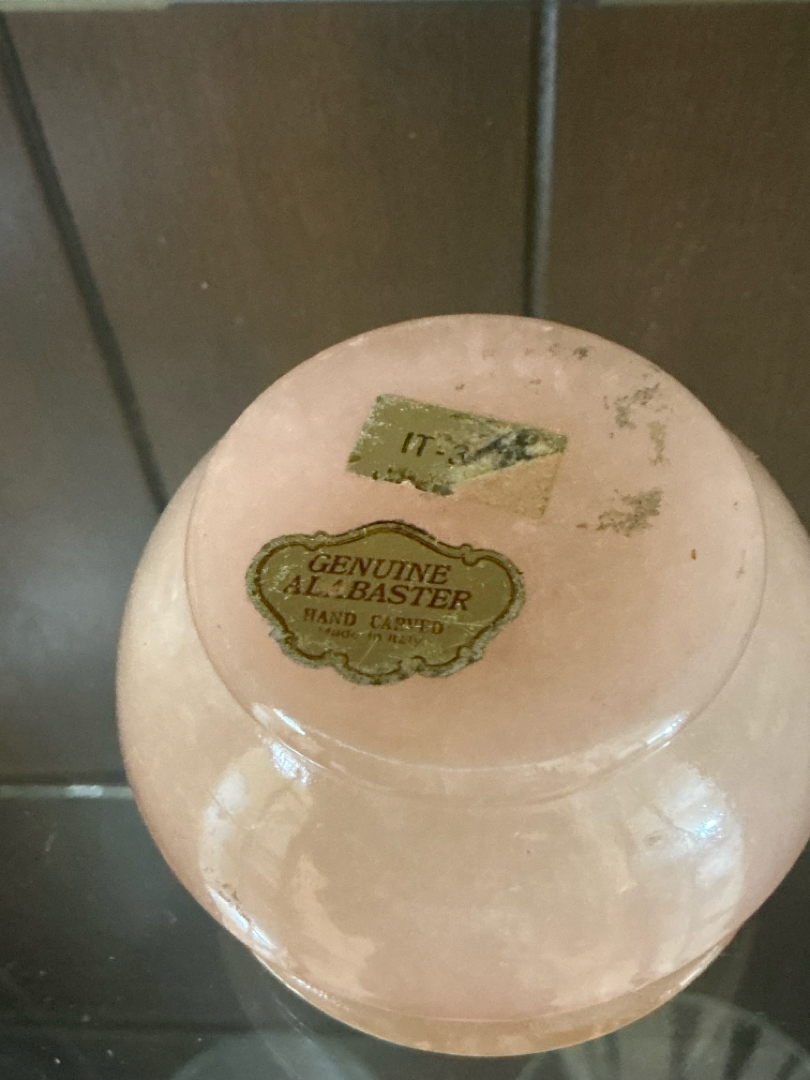 IT-3
GENUINE
ALABASTER
HAND CARVED
Made in Italy